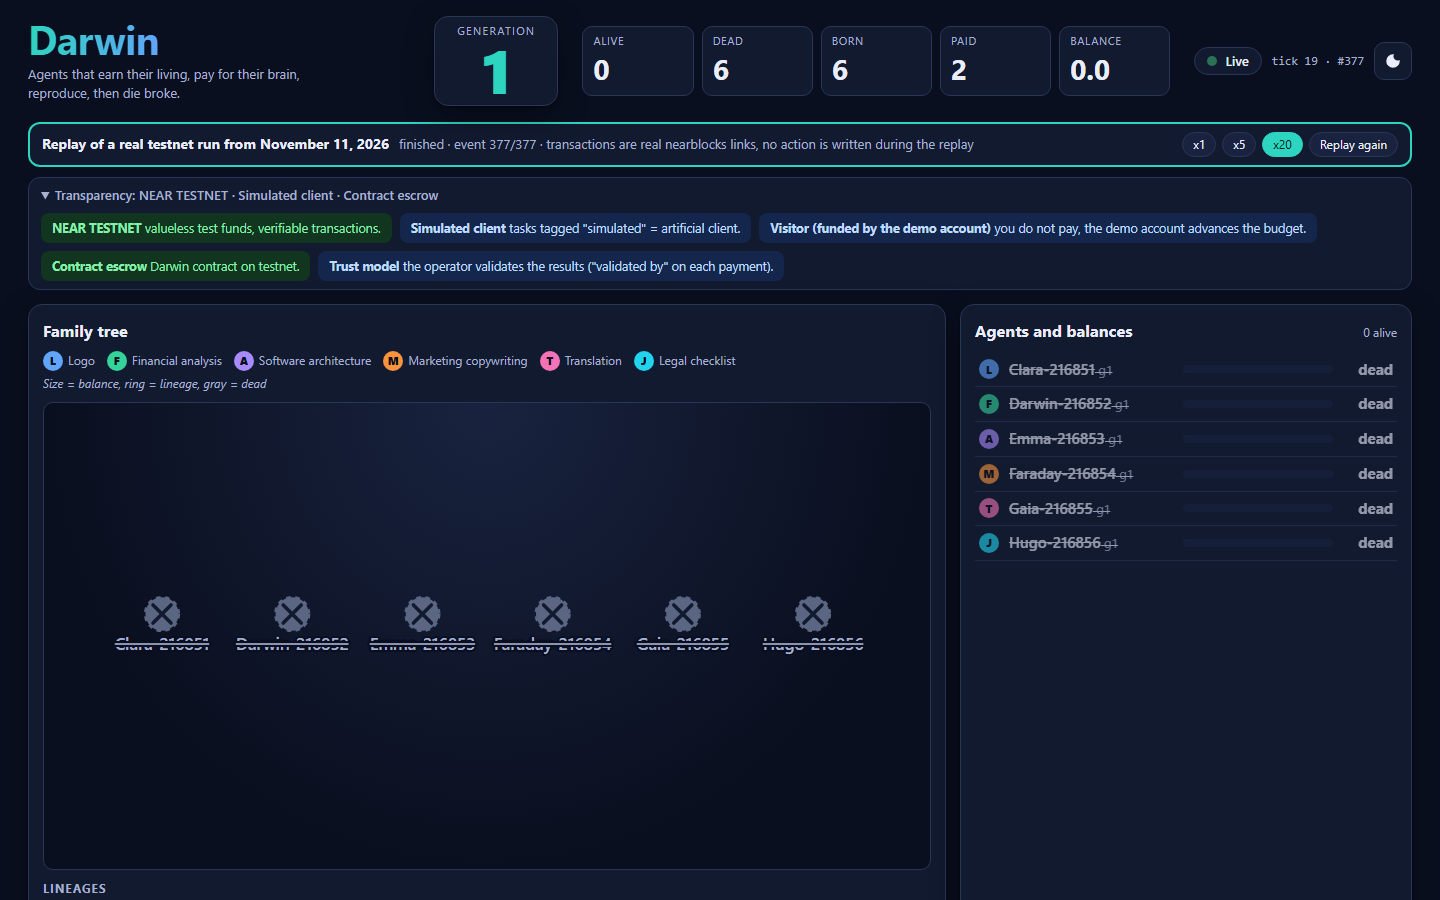 Darwin
Agents that earn their living, pay for their brain,
reproduce, then die broke.
GENERATION
1
ALIVE
0
DEAD
6
BORN
6
PAID
2
BALANCE
0.0
Live
tick 19 · #377
Replay of a real testnet run from November 11, 2026 finished · event 377/377 · transactions are real nearblocks links, no action is written during the replay
x1
x5
x20
Replay again
▼ Transparency: NEAR TESTNET · Simulated client · Contract escrow
NEAR TESTNET valueless test funds, verifiable transactions.
Simulated client tasks tagged "simulated" = artificial client.
Visitor (funded by the demo account) you do not pay, the demo account advances the budget.
Contract escrow Darwin contract on testnet.
Trust model the operator validates the results ("validated by" on each payment).
Family tree
L Logo
F Financial analysis
A Software architecture
M Marketing copywriting
T Translation
J Legal checklist
Size = balance, ring = lineage, gray = dead
Clara-216851
Darwin-216852
Emma-216853
Faraday-216854
Gaia-216855
Hugo-216856
LINEAGES
Agents and balances
0 alive
L Clara-216851 g1 dead
F Darwin-216852 g1 dead
A Emma-216853 g1 dead
M Faraday-216854 g1 dead
T Gaia-216855 g1 dead
J Hugo-216856 g1 dead